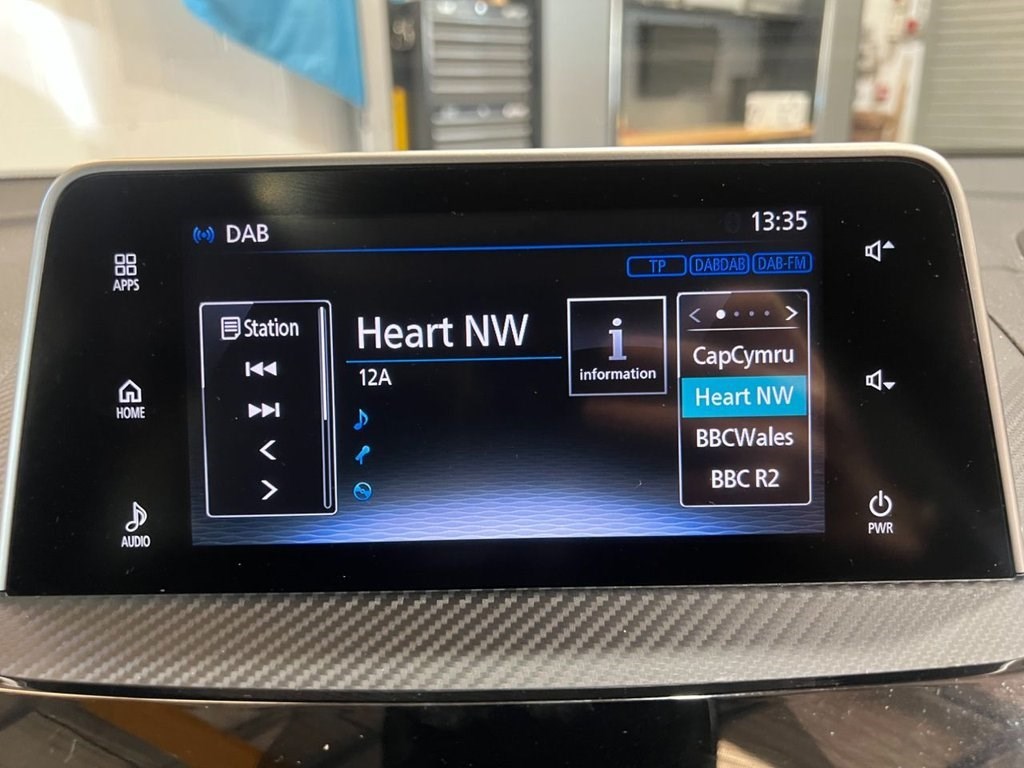 DAB
13:35
TP DABDAB DAB-FM
APPS
HOME
AUDIO
Station
Heart NW
12A
i
information
CapCymru
Heart NW
BBCWales
BBC R2
PWR